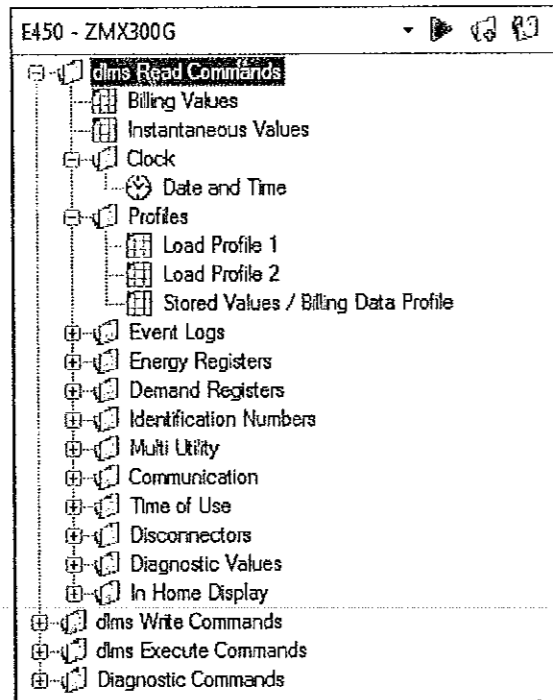 E450 - ZMX300G
dlms Read Commands
Billing Values
Instantaneous Values
Clock
Date and Time
Profiles
Load Profile 1
Load Profile 2
Stored Values / Billing Data Profile
Event Logs
Energy Registers
Demand Registers
Identification Numbers
Multi Utility
Communication
Time of Use
Disconnectors
Diagnostic Values
In Home Display
dlms Write Commands
dlms Execute Commands
Diagnostic Commands